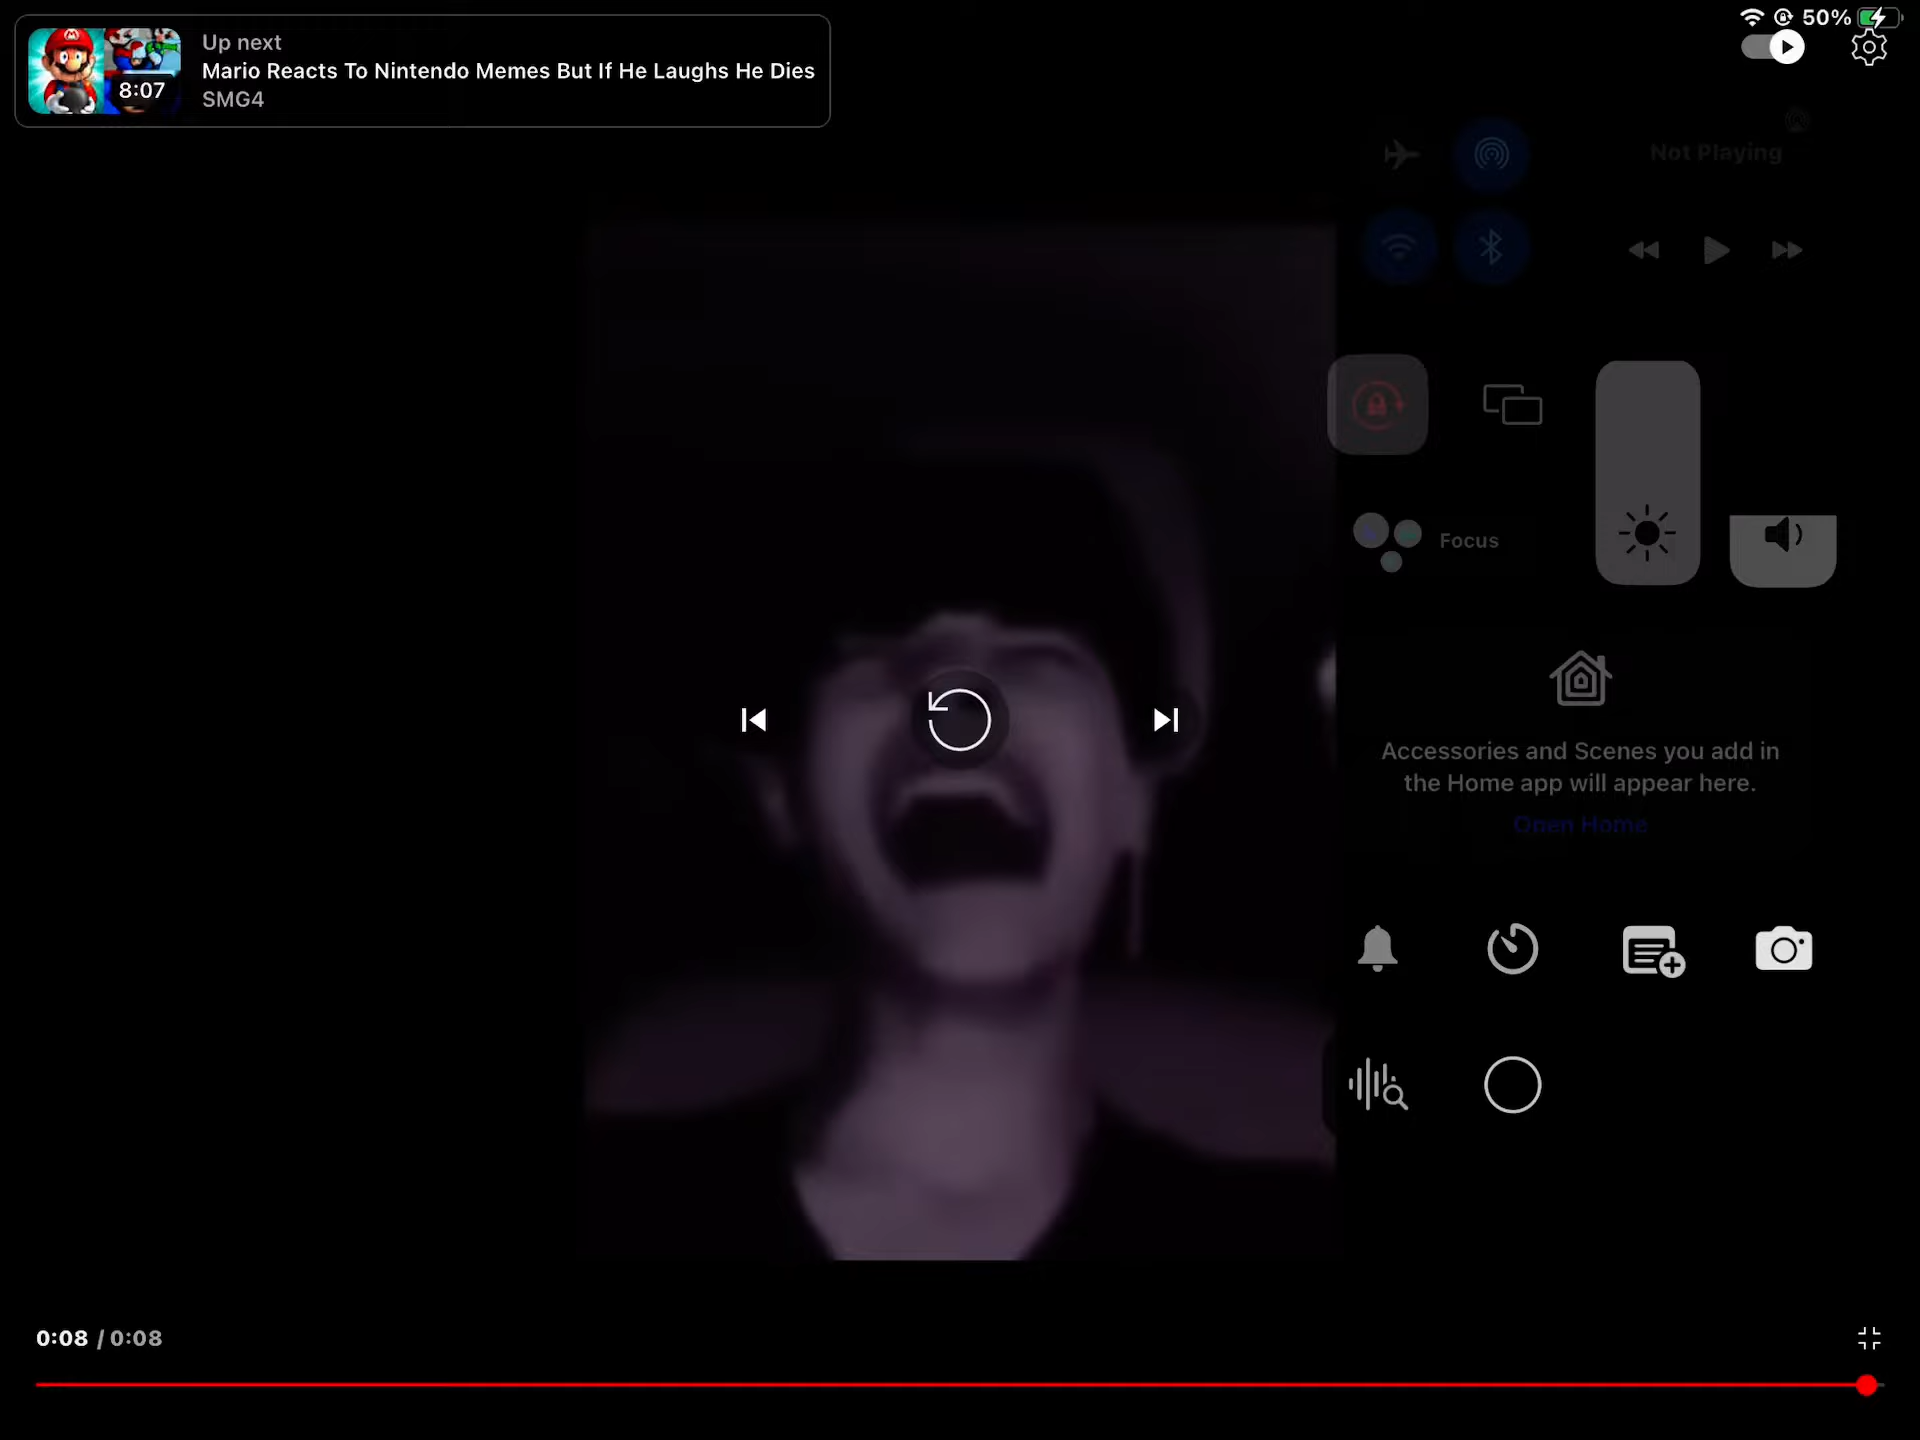 50%
Up next
Mario Reacts To Nintendo Memes But If He Laughs He Dies
8:07
SMG4
Not Playing
Focus
Accessories and Scenes you add in
the Home app will appear here.
Open Home
0:08 / 0:08